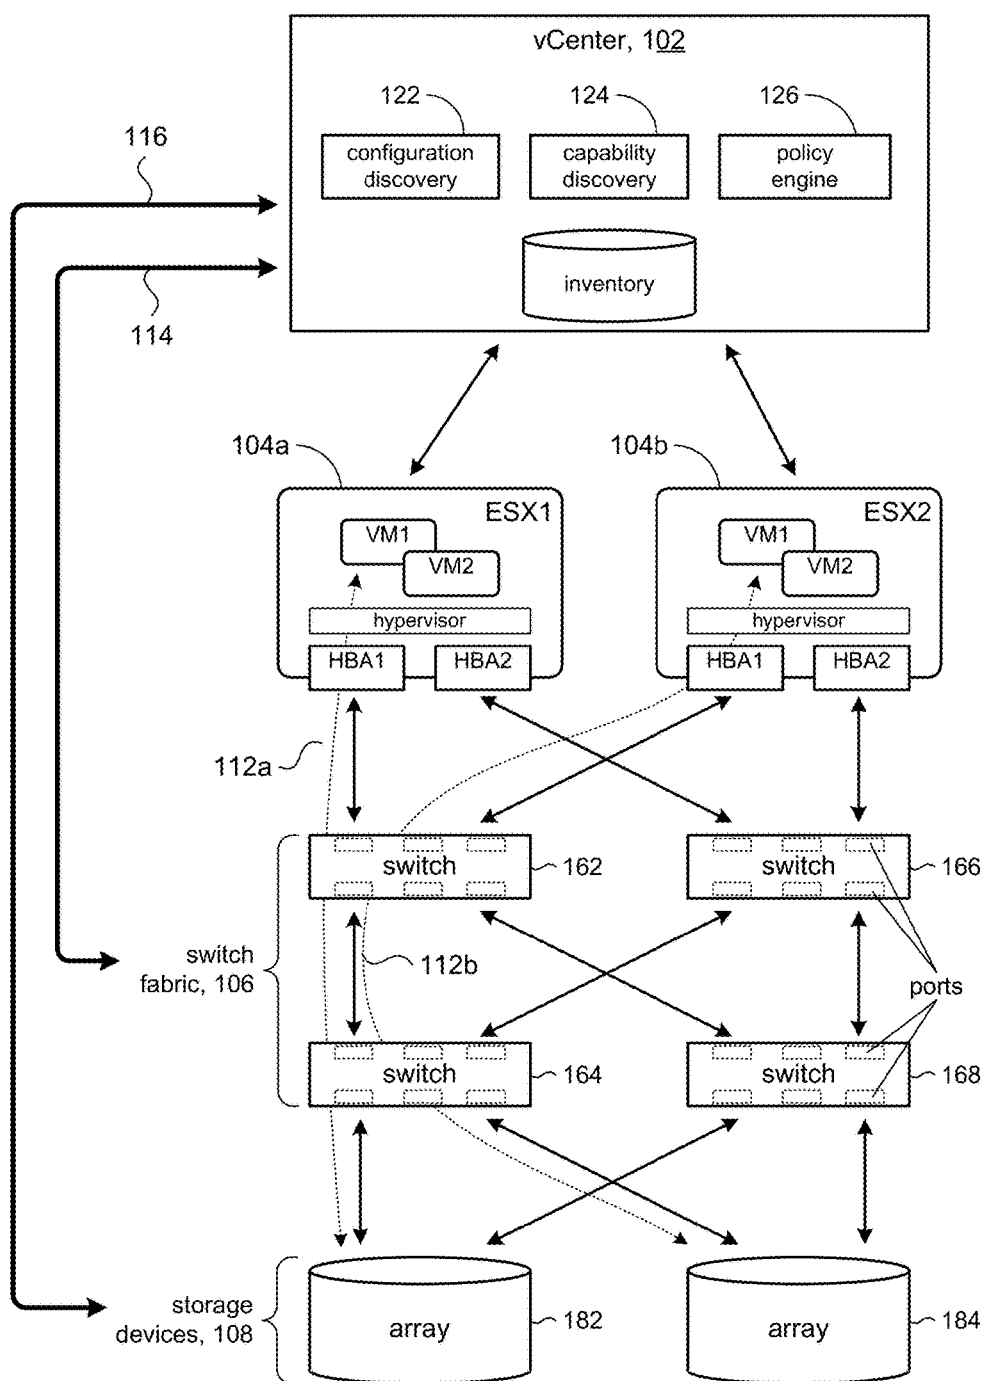 vCenter, 102
122
124
126
configuration
discovery
capability
discovery
policy
engine
inventory
116
114
104a
104b
ESX1
VM1
VM2
hypervisor
HBA1
HBA2
ESX2
VM1
VM2
hypervisor
HBA1
HBA2
112a
switch
162
switch
166
switch
fabric, 106
112b
ports
switch
164
switch
168
storage
devices, 108
array
182
array
184